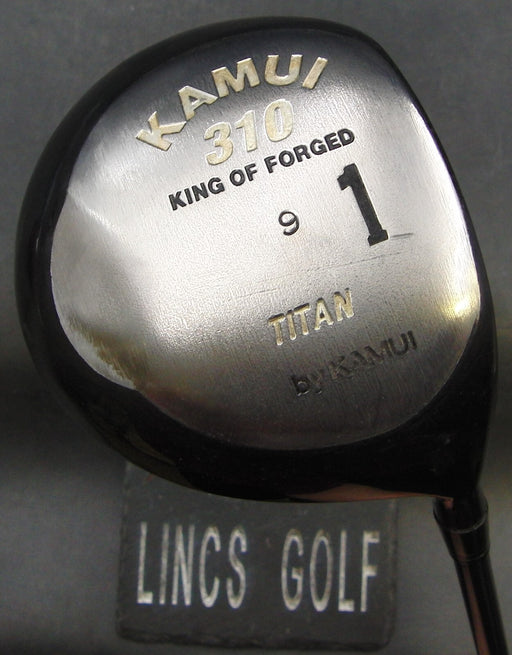 KAMUI
310
KING OF FORGED
9 1
TITAN
by KAMUI
LINCS GOLF